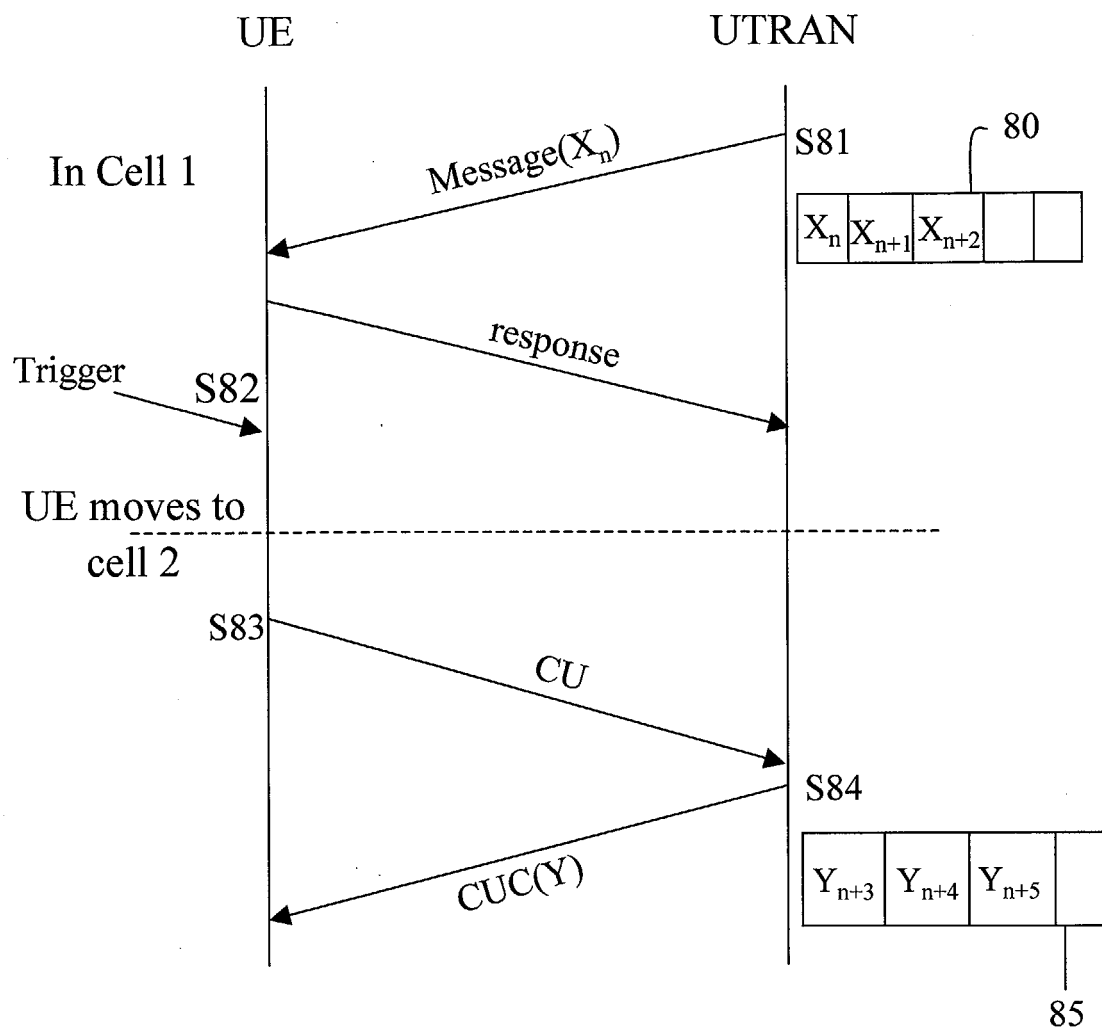 UE
UTRAN
In Cell 1
Message(Xₙ)
S81
80
Xₙ Xₙ₊₁ Xₙ₊₂
response
Trigger
S82
UE moves to
cell 2
S83
CU
S84
CUC(Y)
Yₙ₊₃ Yₙ₊₄ Yₙ₊₅
85